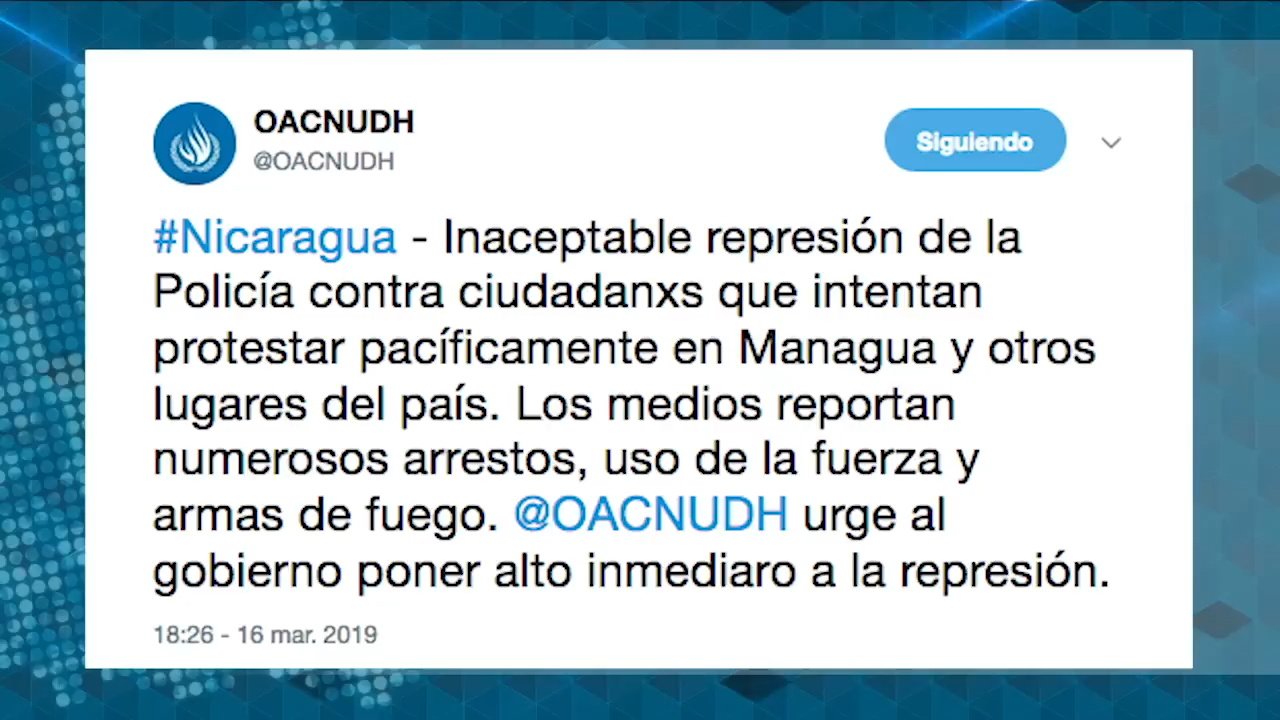 OACNUDH
@OACNUDH
Siguiendo
#Nicaragua - Inaceptable represión de la
Policía contra ciudadanxs que intentan
protestar pacíficamente en Managua y otros
lugares del país. Los medios reportan
numerosos arrestos, uso de la fuerza y
armas de fuego. @OACNUDH urge al
gobierno poner alto inmediaro a la represión.
18:26 - 16 mar. 2019